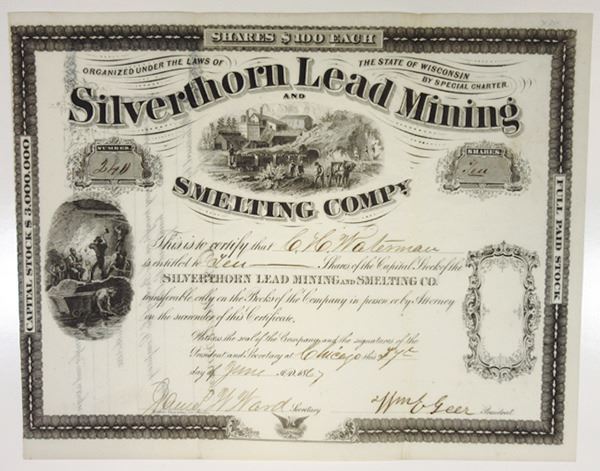 SHARES $100 EACH
ORGANIZED UNDER THE LAWS OF THE STATE OF WISCONSIN
BY SPECIAL CHARTER.
Silverthorn Lead Mining
AND
SMELTING COMPY
NUMBER
240
SHARES
Ten
CAPITAL STOCK $3,000,000
FULL PAID STOCK
This is to certify that C H Waterman
is entitled to Ten Shares of the Capital Stock of the
SILVERTHORN LEAD MINING AND SMELTING CO.
transferable only on the Books of the Company in person or by Attorney
on the surrender of this Certificate.
Witness the seal of the Company and the signatures of the
President and Secretary at Chicago this
day of June A.D. 1867
James W Ward Secretary Wm C Geer President